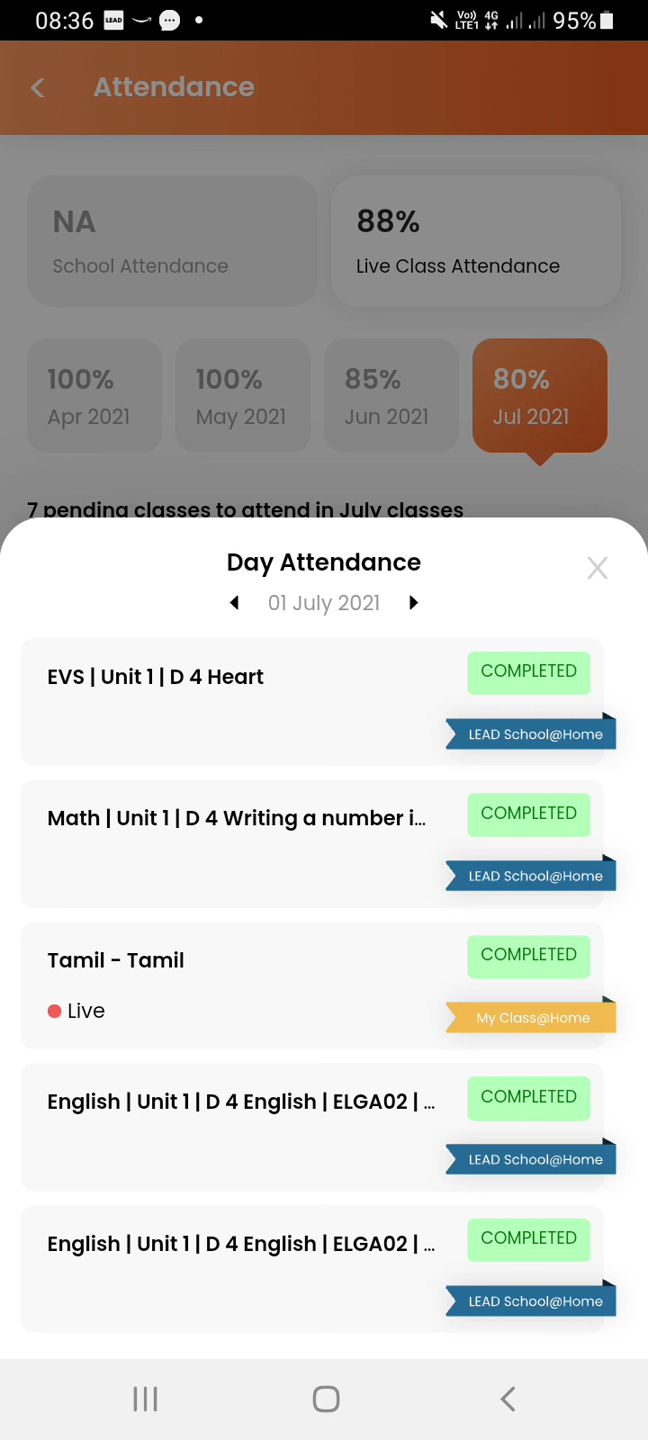 08:36 LEAD Vo) LTE1 4G 95%
Attendance
NA
School Attendance
88%
Live Class Attendance
100%
Apr 2021
100%
May 2021
85%
Jun 2021
80%
Jul 2021
7 pending classes to attend in July classes
Day Attendance
01 July 2021
EVS | Unit 1 | D 4 Heart
COMPLETED
LEAD School@Home
Math | Unit 1 | D 4 Writing a number i...
COMPLETED
LEAD School@Home
Tamil - Tamil
COMPLETED
Live
My Class@Home
English | Unit 1 | D 4 English | ELGA02 | ...
COMPLETED
LEAD School@Home
English | Unit 1 | D 4 English | ELGA02 | ...
COMPLETED
LEAD School@Home